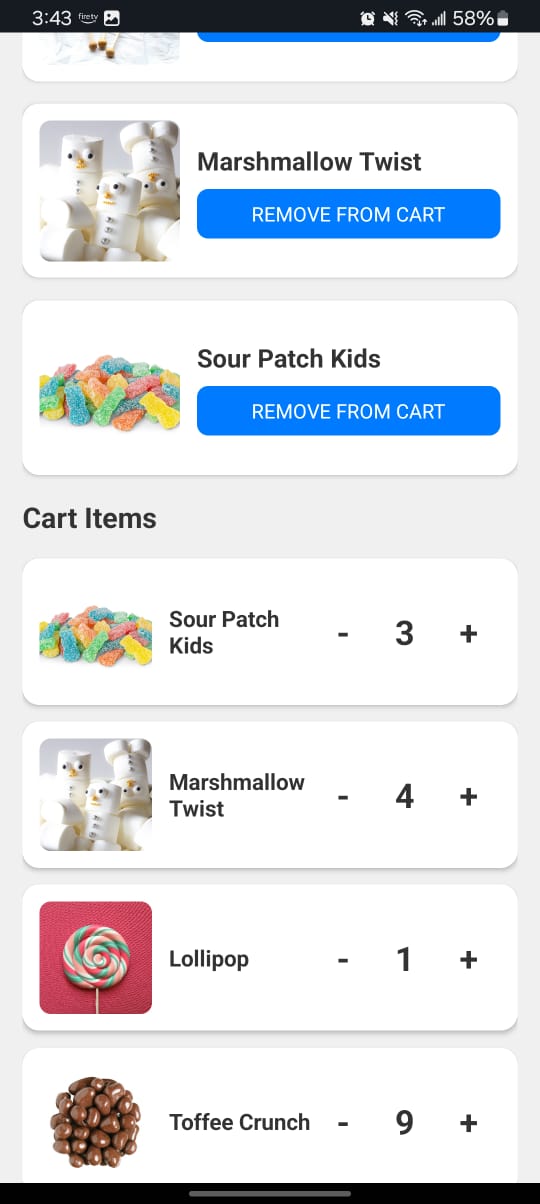 3:43 firetv 58%
Marshmallow Twist
REMOVE FROM CART
Sour Patch Kids
REMOVE FROM CART
Cart Items
Sour Patch
Kids
- 3 +
Marshmallow
Twist
- 4 +
Lollipop - 1 +
Toffee Crunch - 9 +